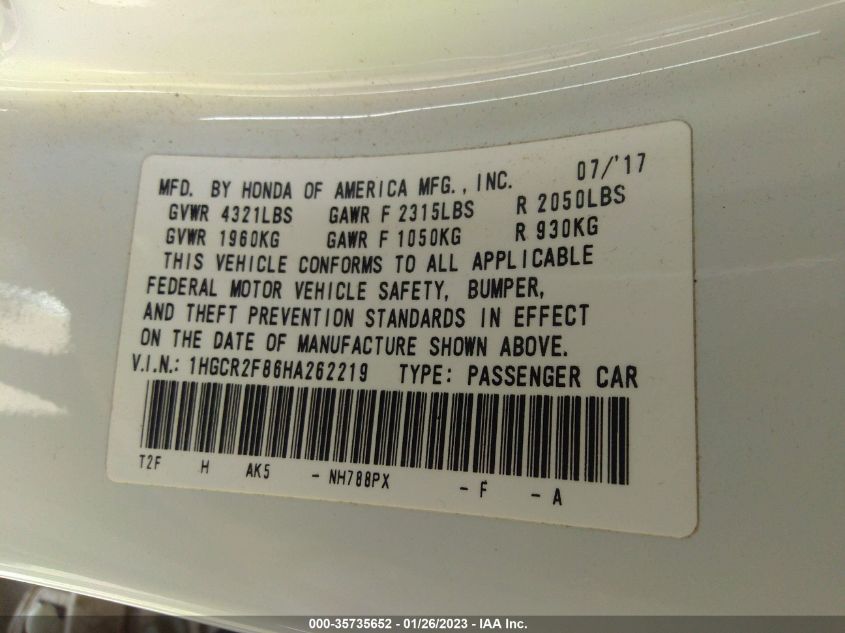 MFD. BY HONDA OF AMERICA MFG., INC. 07/'17
GVWR 4321LBS GAWR F 2315LBS R 2050LBS
GVWR 1960KG GAWR F 1050KG R 930KG
THIS VEHICLE CONFORMS TO ALL APPLICABLE
FEDERAL MOTOR VEHICLE SAFETY, BUMPER,
AND THEFT PREVENTION STANDARDS IN EFFECT
ON THE DATE OF MANUFACTURE SHOWN ABOVE.
V.I.N.: 1HGCR2F86HA262219 TYPE: PASSENGER CAR
T2F H AK5 - NH788PX - F - A
000-35735652 - 01/26/2023 - IAA Inc.